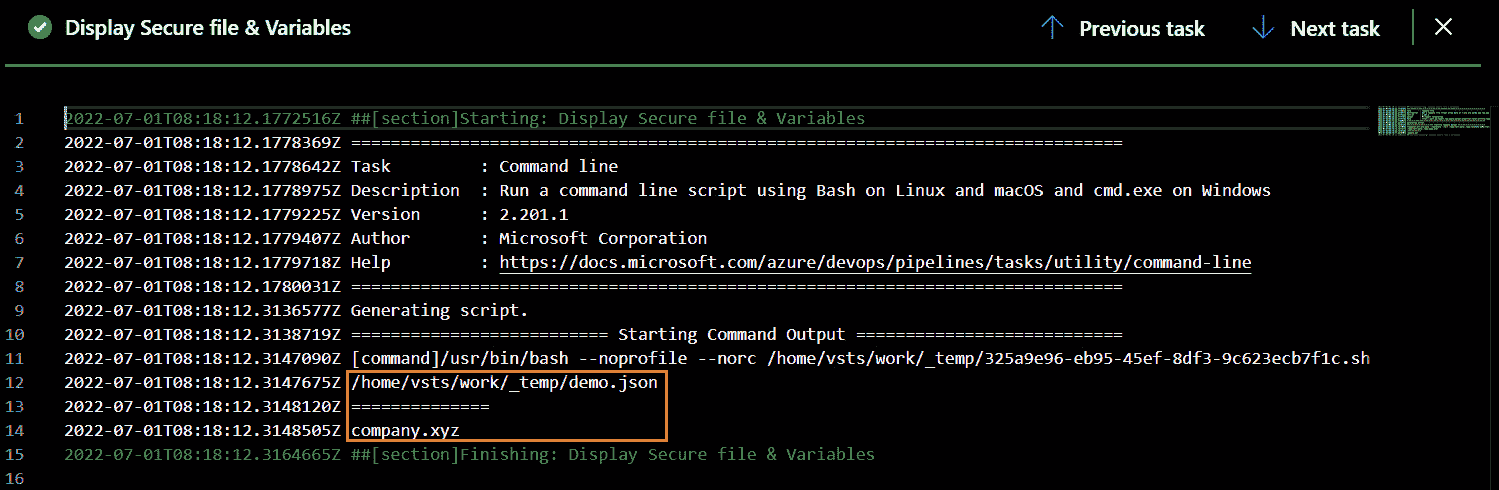 Display Secure file & Variables
Previous task
Next task
1 2022-07-01T08:18:12.1772516Z ##[section]Starting: Display Secure file & Variables
2 2022-07-01T08:18:12.1778369Z ==============================================================================
3 2022-07-01T08:18:12.1778642Z Task         : Command line
4 2022-07-01T08:18:12.1778975Z Description  : Run a command line script using Bash on Linux and macOS and cmd.exe on Windows
5 2022-07-01T08:18:12.1779225Z Version      : 2.201.1
6 2022-07-01T08:18:12.1779407Z Author       : Microsoft Corporation
7 2022-07-01T08:18:12.1779718Z Help         : https://docs.microsoft.com/azure/devops/pipelines/tasks/utility/command-line
8 2022-07-01T08:18:12.1780031Z ==============================================================================
9 2022-07-01T08:18:12.3136577Z Generating script.
10 2022-07-01T08:18:12.3138719Z ========================== Starting Command Output ===========================
11 2022-07-01T08:18:12.3147090Z [command]/usr/bin/bash --noprofile --norc /home/vsts/work/_temp/325a9e96-eb95-45ef-8df3-9c623ecb7f1c.sh
12 2022-07-01T08:18:12.3147675Z /home/vsts/work/_temp/demo.json
13 2022-07-01T08:18:12.3148120Z ==============
14 2022-07-01T08:18:12.3148505Z company.xyz
15 2022-07-01T08:18:12.3164665Z ##[section]Finishing: Display Secure file & Variables
16